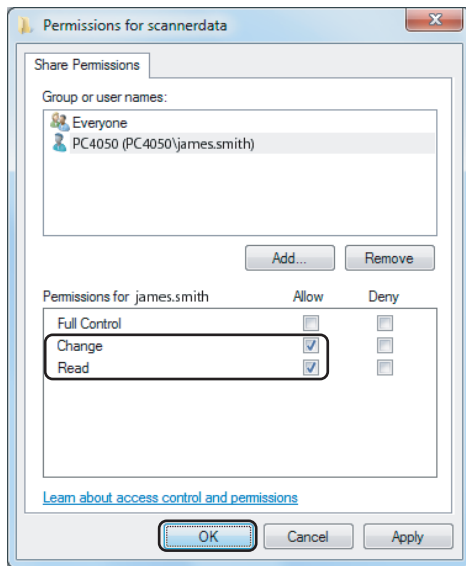 Permissions for scannerdata
Share Permissions
Group or user names:
Everyone
PC4050 (PC4050\james.smith)
Add... Remove
Permissions for james.smith Allow Deny
Full Control
Change
Read
Learn about access control and permissions
OK Cancel Apply